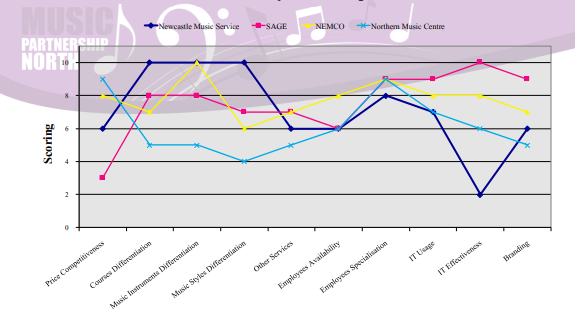 MUSIC
PARTNERSHIP
NORTH
Newcastle Music Service SAGE NEMCO Northern Music Centre
Scoring
10
8
6
4
2
0
Price Competitiveness
Courses Differentiation
Music Instruments Differentiation
Music Styles Differentiation
Other Services
Employees Availability
Employees Specialisation
IT Usage
IT Effectiveness
Branding